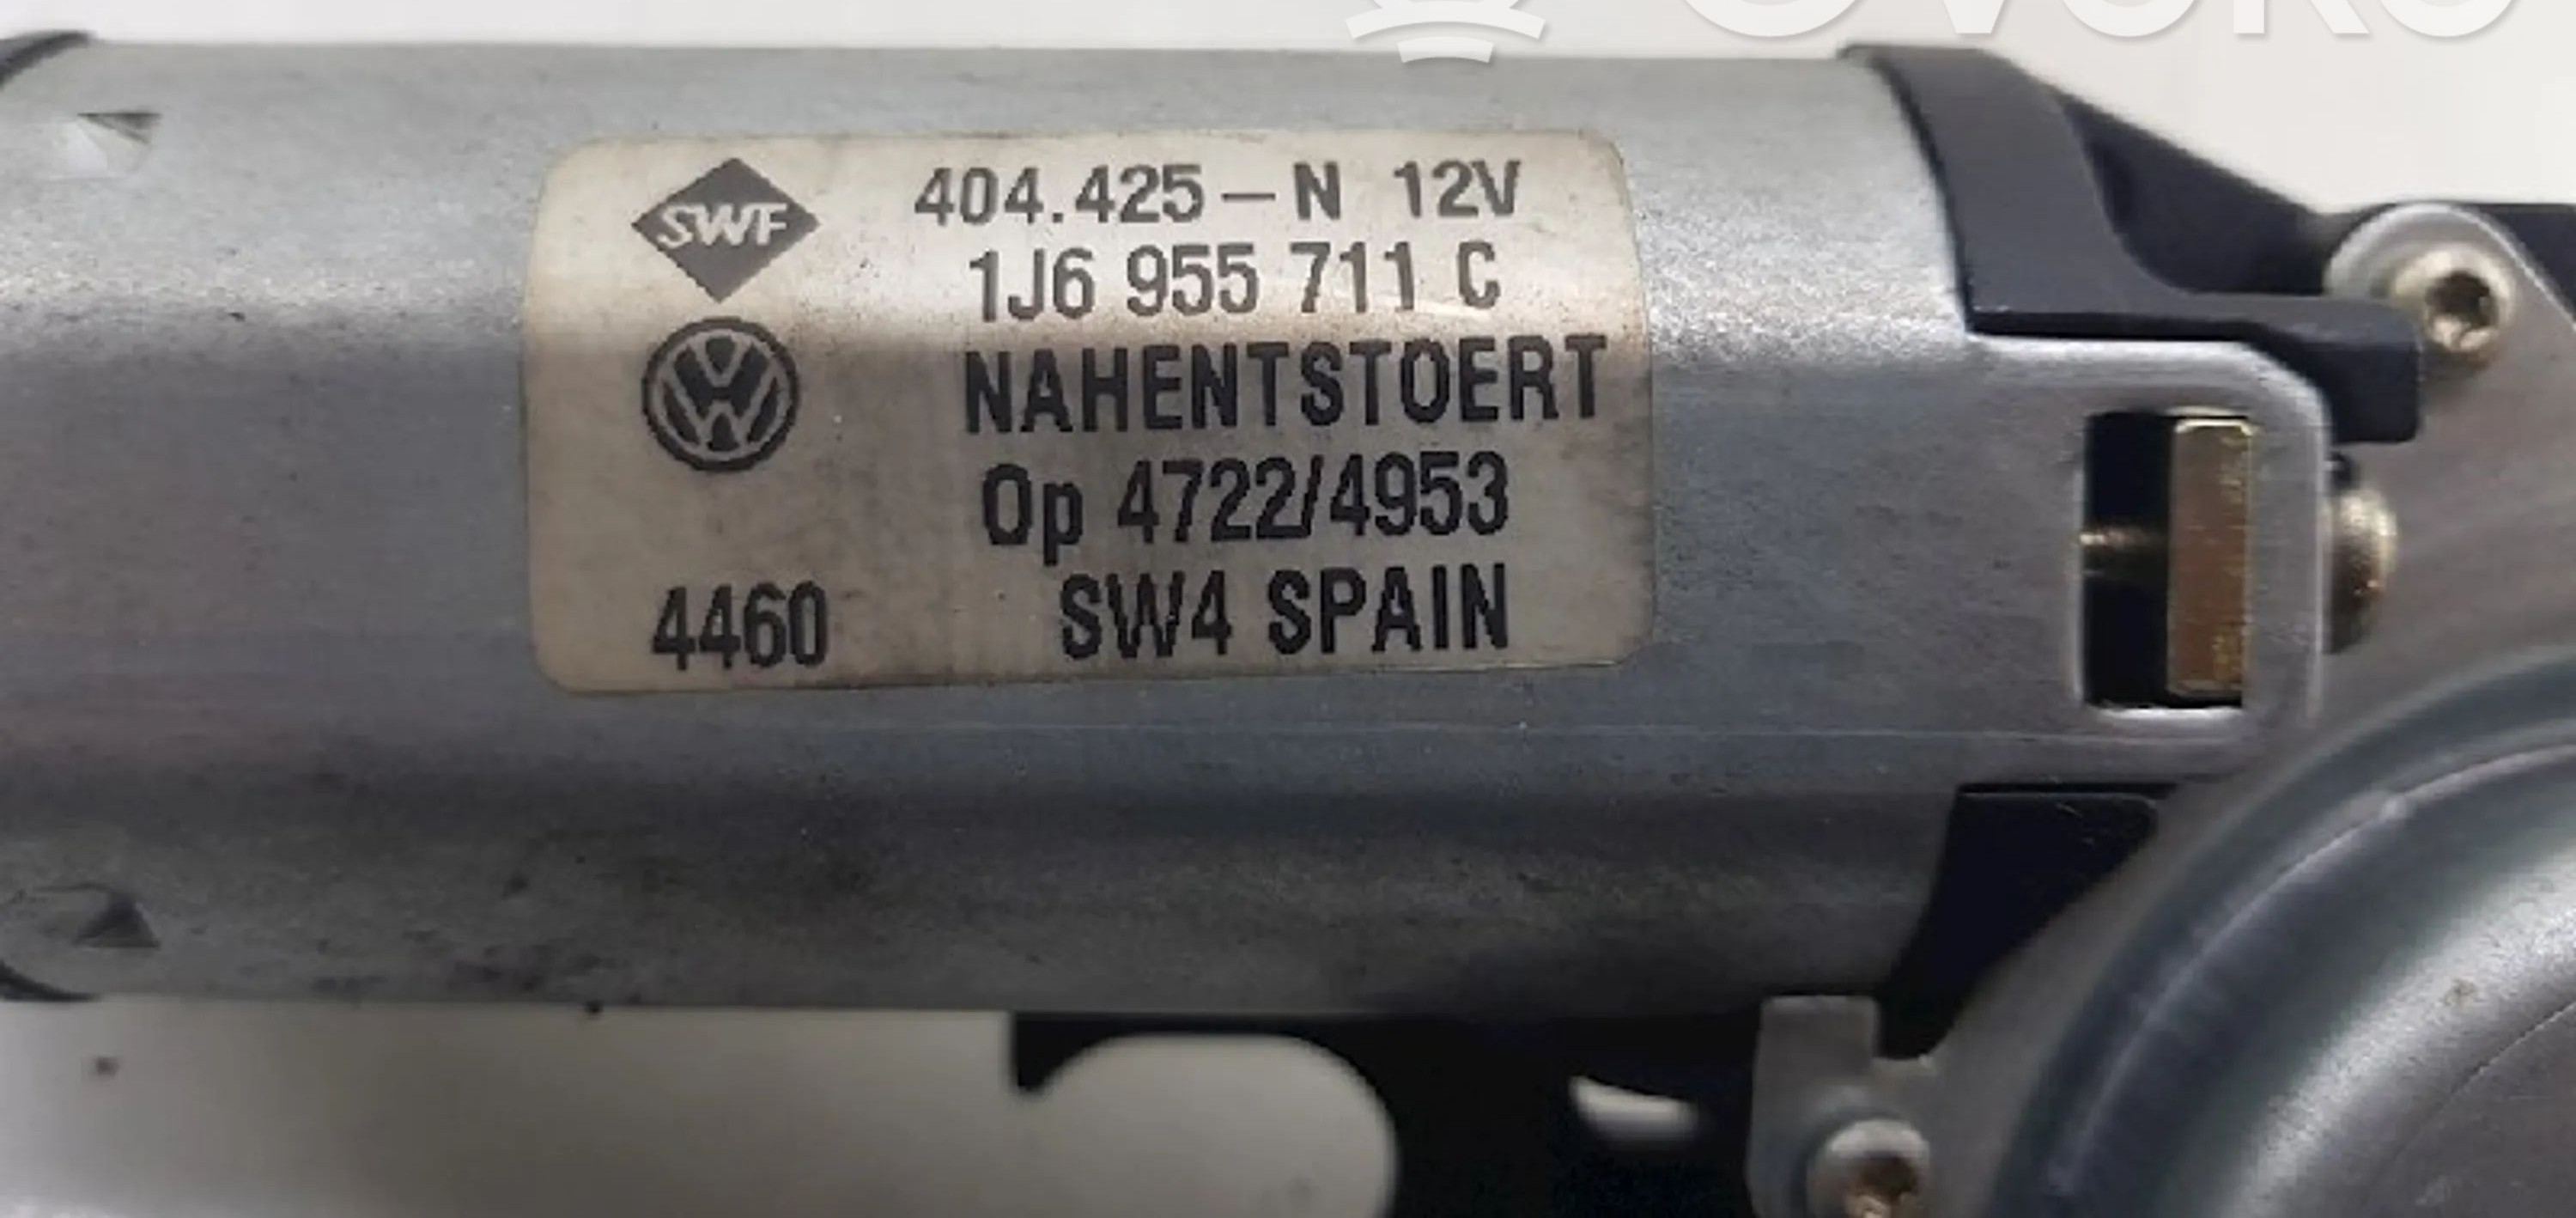 SWF
404.425-N 12V
1J6 955 711 C
NAHENTSTOERT
Op 4722/4953
4460
SW4 SPAIN